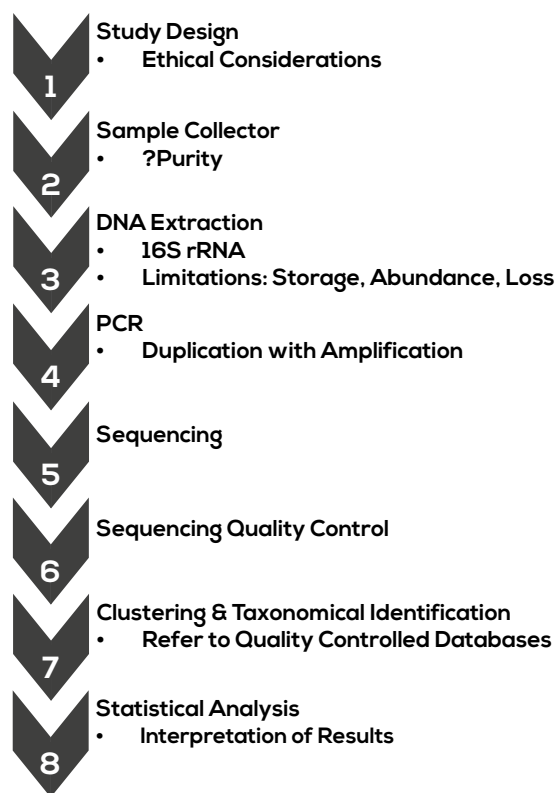 1
Study Design
• Ethical Considerations
2
Sample Collector
• ?Purity
3
DNA Extraction
• 16S rRNA
• Limitations: Storage, Abundance, Loss
4
PCR
• Duplication with Amplification
5
Sequencing
6
Sequencing Quality Control
7
Clustering & Taxonomical Identification
• Refer to Quality Controlled Databases
8
Statistical Analysis
• Interpretation of Results